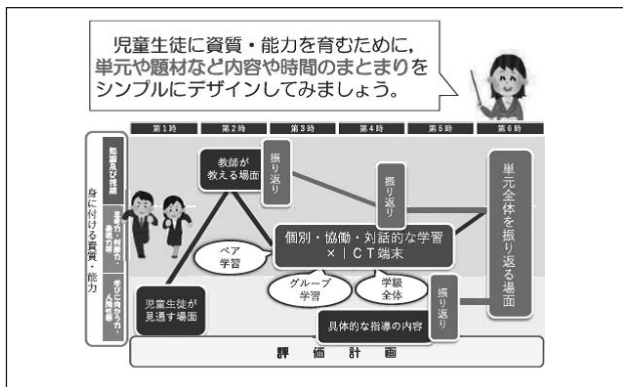 児童生徒に資質・能力を育むために,
単元や題材など内容や時間のまとまりを
シンプルにデザインしてみましょう。
第1時
第2時
第3時
第4時
第5時
第6時
身に付ける資質・能力
知識及び技能
思考力・判断力・
表現力等
学びに向かう力・
人間性等
教師が
教える場面
振り返り
振り返り
単元全体を振り返る場面
個別・協働・対話的な学習
×ICT端末
ペア
学習
グループ
学習
学級
全体
児童生徒が
見通す場面
具体的な指導の内容
振り返り
評価計画